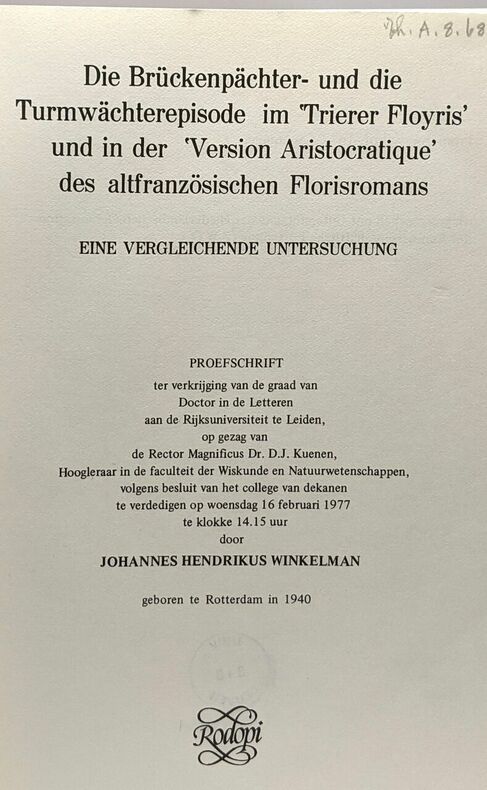 A.8.68
Die Brückenpächter- und die
Turmwächterepisode im 'Trierer Floyris'
und in der 'Version Aristocratique'
des altfranzösischen Florisromans
EINE VERGLEICHENDE UNTERSUCHUNG
PROEFSCHRIFT
ter verkrijging van de graad van
Doctor in de Letteren
aan de Rijksuniversiteit te Leiden,
op gezag van
de Rector Magnificus Dr. D.J. Kuenen,
Hoogleraar in de faculteit der Wiskunde en Natuurwetenschappen,
volgens besluit van het college van dekanen
te verdedigen op woensdag 16 februari 1977
te klokke 14.15 uur
door
JOHANNES HENDRIKUS WINKELMAN
geboren te Rotterdam in 1940
Rodopi